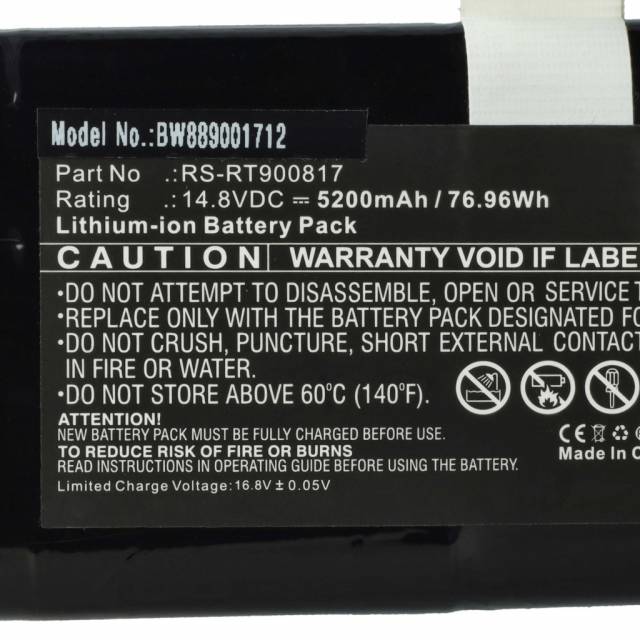 Model No.:BW889001712
Part No .:RS-RT900817
Rating .:14.8VDC ⎓ 5200mAh / 76.96Wh
Lithium-ion Battery Pack
CAUTION WARRANTY VOID IF LABE
•DO NOT ATTEMPT TO DISASSEMBLE, OPEN OR SERVICE T
•REPLACE ONLY WITH THE BATTERY PACK DESIGNATED FO
•DO NOT CRUSH, PUNCTURE, SHORT EXTERNAL CONTACT
IN FIRE OR WATER.
•DO NOT STORE ABOVE 60°C (140°F).
ATTENTION!
NEW BATTERY PACK MUST BE FULLY CHARGED BEFORE USE.
TO REDUCE RISK OF FIRE OR BURNS
READ INSTRUCTIONS IN OPERATING GUIDE BEFORE USING THE BATTERY.
Limited Charge Voltage:16.8V ± 0.05V
CE
Made In C